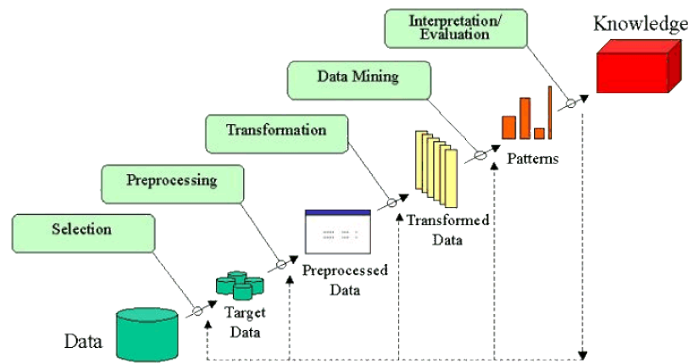 Interpretation/
Evaluation
Knowledge
Data Mining
Transformation
Patterns
Preprocessing
Transformed
Data
Selection
Preprocessed
Data
Target
Data
Data